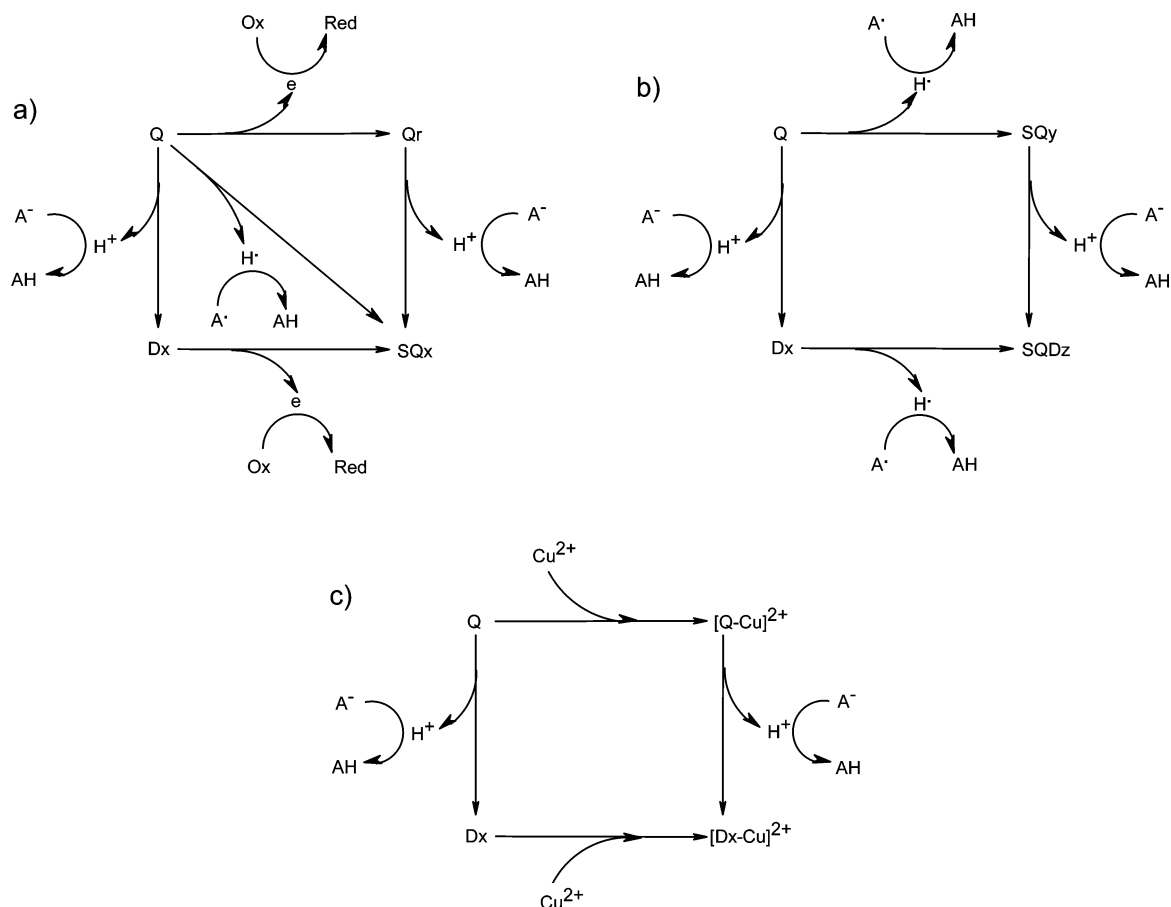 Ox Red
e
a)
Q Qr
A⁻ H⁺ AH
H·
A· AH
A⁻ H⁺ AH
Dx SQx
e
Ox Red
A· AH
H·
b)
Q SQy
A⁻ H⁺ AH
A⁻ H⁺ AH
Dx SQDz
H·
A· AH
Cu²⁺
c)
Q [Q-Cu]²⁺
A⁻ H⁺ AH
A⁻ H⁺ AH
Dx [Dx-Cu]²⁺
Cu²⁺